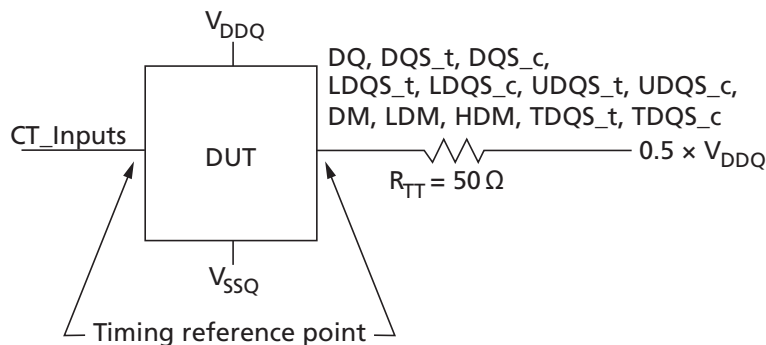 V_DDQ
DQ, DQS_t, DQS_c,
LDQS_t, LDQS_c, UDQS_t, UDQS_c,
DM, LDM, HDM, TDQS_t, TDQS_c
CT_Inputs
DUT
0.5 × V_DDQ
R_TT = 50 Ω
V_SSQ
Timing reference point